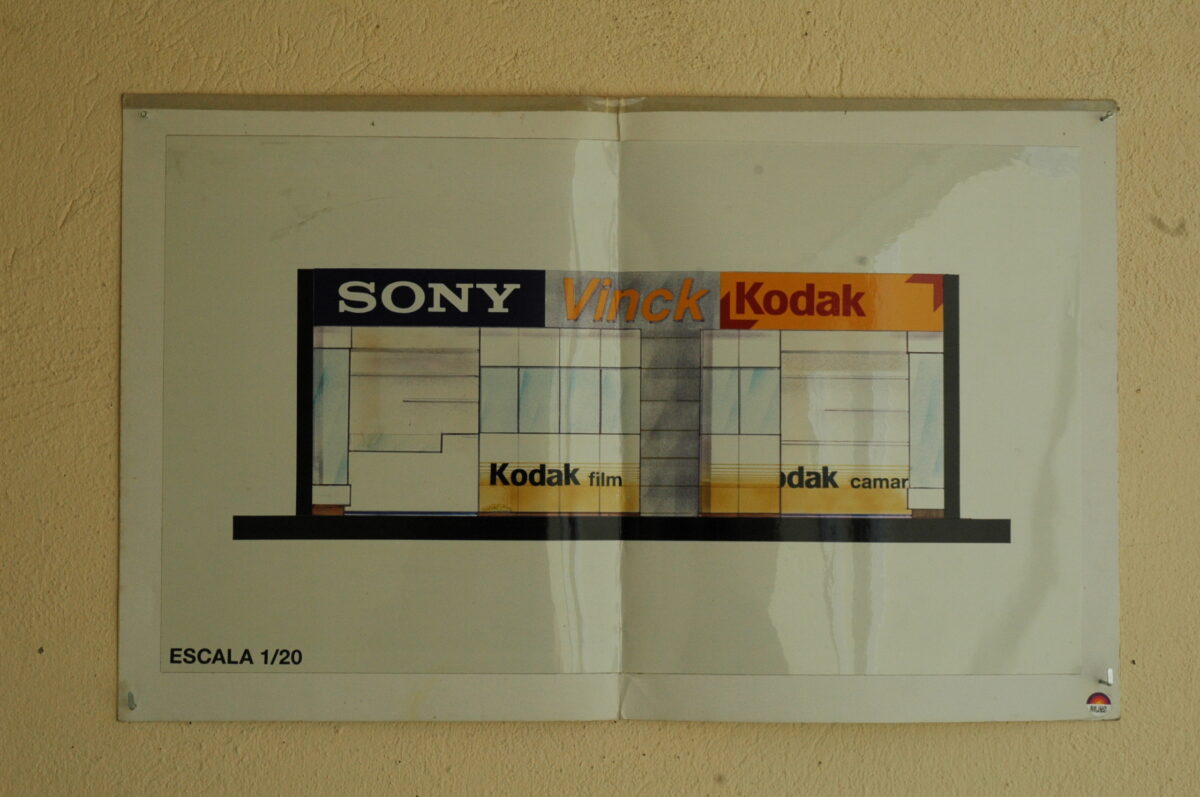 SONY Vinck Kodak
Kodak film odak camar
ESCALA 1/20